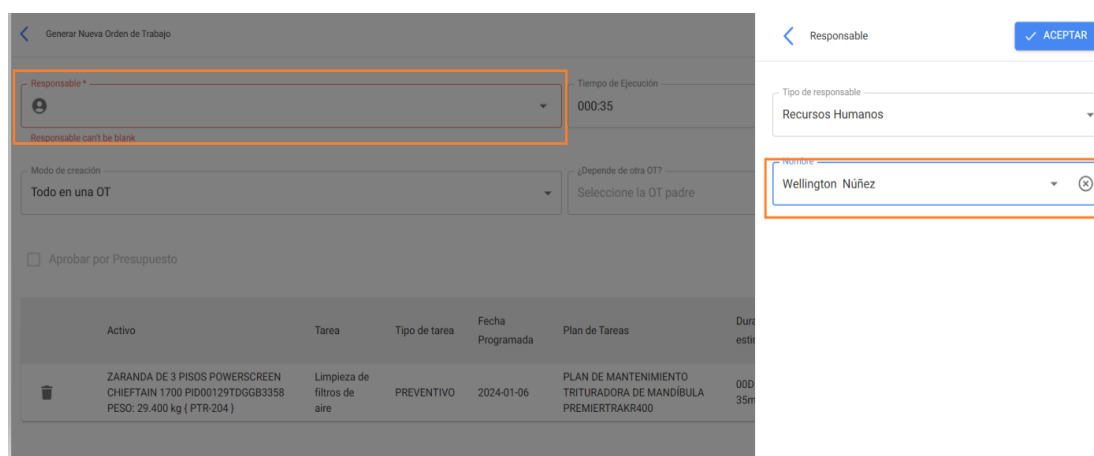 Generar Nueva Orden de Trabajo
Responsable *
Responsable can't be blank
Tiempo de Ejecución
000:35
Modo de creación
Todo en una OT
¿Depende de otra OT?
Seleccione la OT padre
Aprobar por Presupuesto
Activo
Tarea
Tipo de tarea
Fecha
Programada
Plan de Tareas
ZARANDA DE 3 PISOS POWERSCREEN
CHIEFTAIN 1700 PID00129TDGGB3358
PESO: 29.400 kg { PTR-204 }
Limpieza de
filtros de
aire
PREVENTIVO
2024-01-06
PLAN DE MANTENIMIENTO
TRITURADORA DE MANDÍBULA
PREMIERTRAKR400
00D
35m
Responsable
ACEPTAR
Tipo de responsable
Recursos Humanos
Nombre
Wellington Núñez